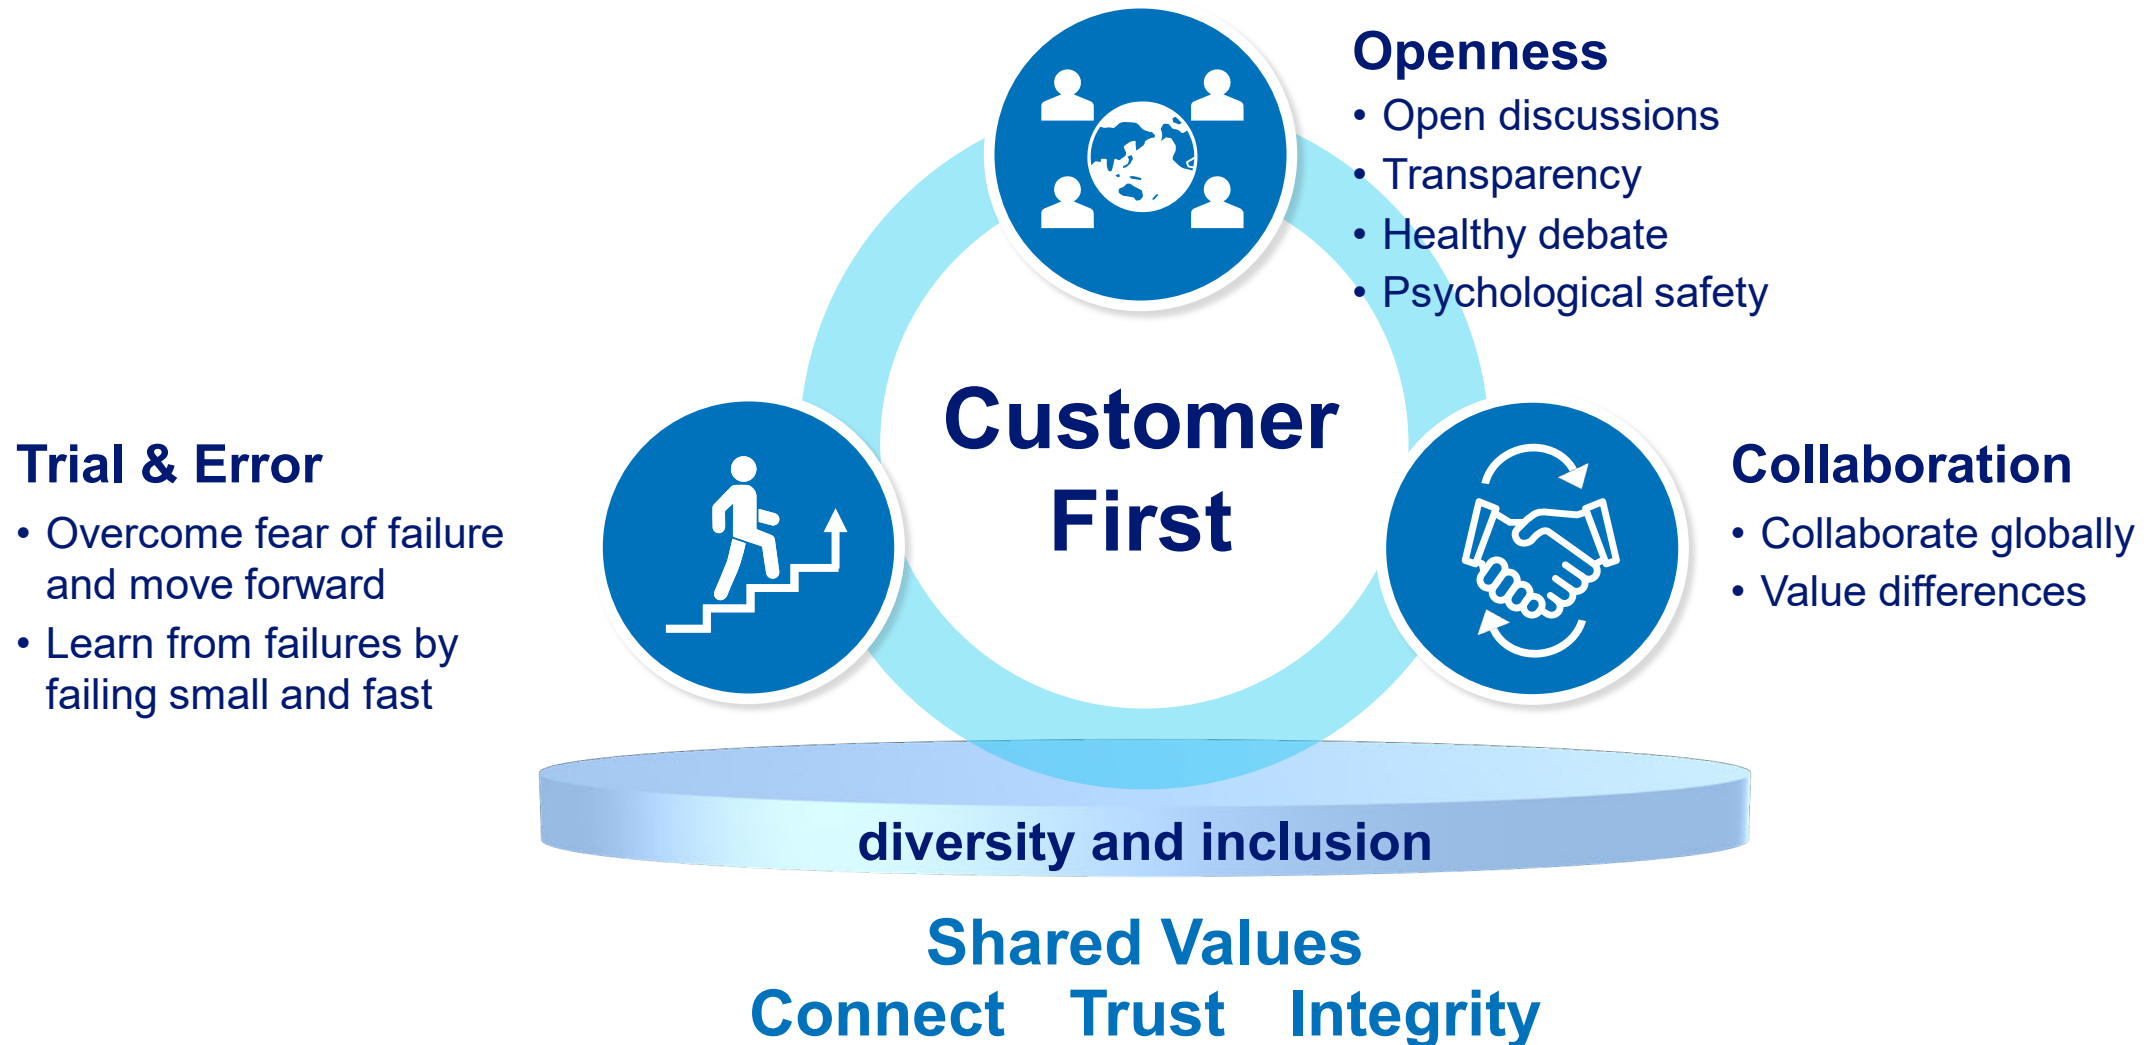 Openness
• Open discussions
• Transparency
• Healthy debate
• Psychological safety
Customer
First
Trial & Error
• Overcome fear of failure
and move forward
• Learn from failures by
failing small and fast
Collaboration
• Collaborate globally
• Value differences
diversity and inclusion
Shared Values
Connect Trust Integrity